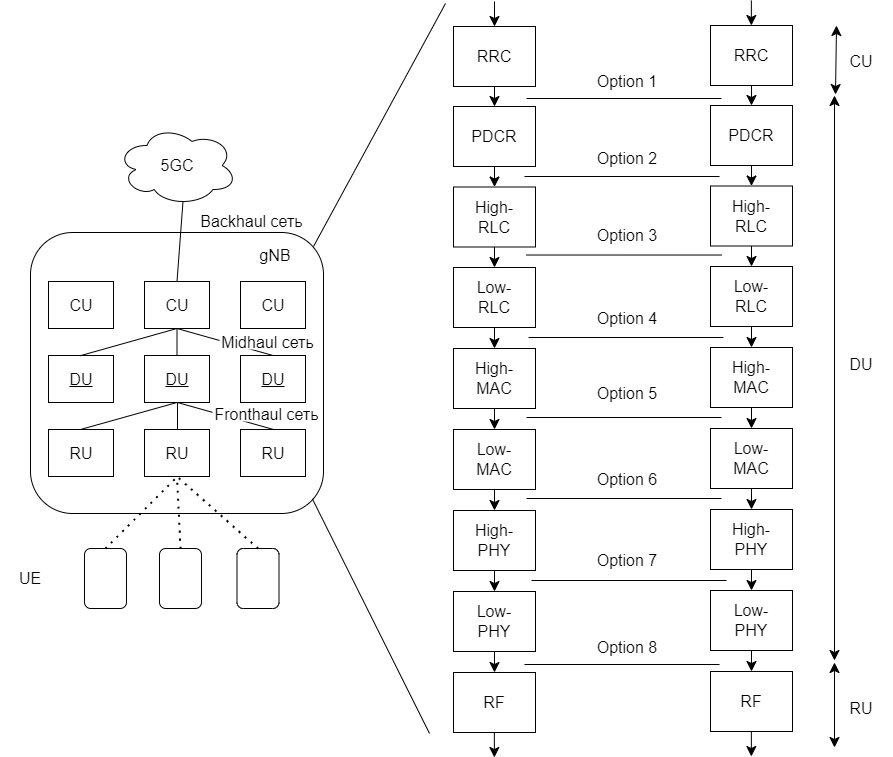 5GC
Backhaul сеть
gNB
CU
CU
CU
Midhaul сеть
DU
DU
DU
Fronthaul сеть
RU
RU
RU
UE
RRC
RRC
CU
Option 1
PDCR
PDCR
Option 2
High-
RLC
High-
RLC
Option 3
Low-
RLC
Low-
RLC
Option 4
High-
MAC
High-
MAC
DU
Option 5
Low-
MAC
Low-
MAC
Option 6
High-
PHY
High-
PHY
Option 7
Low-
PHY
Low-
PHY
Option 8
RF
RF
RU